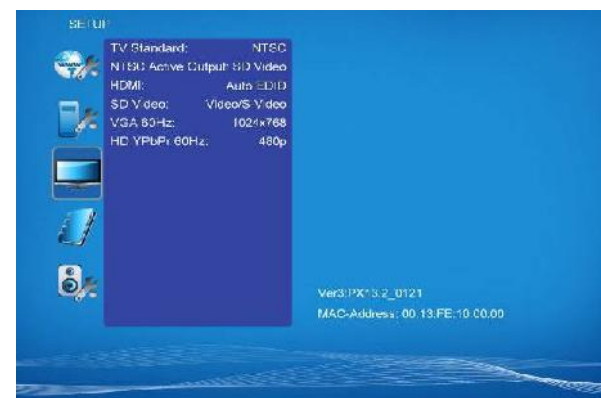 SETUP
TV Standard: NTSC
NTSC Active Output: SD Video
HDMI: Auto EDID
SD Video: Video/S-Video
VGA 60Hz: 1024x768
HD YPbPr 60Hz: 480p
Ver3:PX13.2_0121
MAC-Address: 00:13:FE:10:00:00